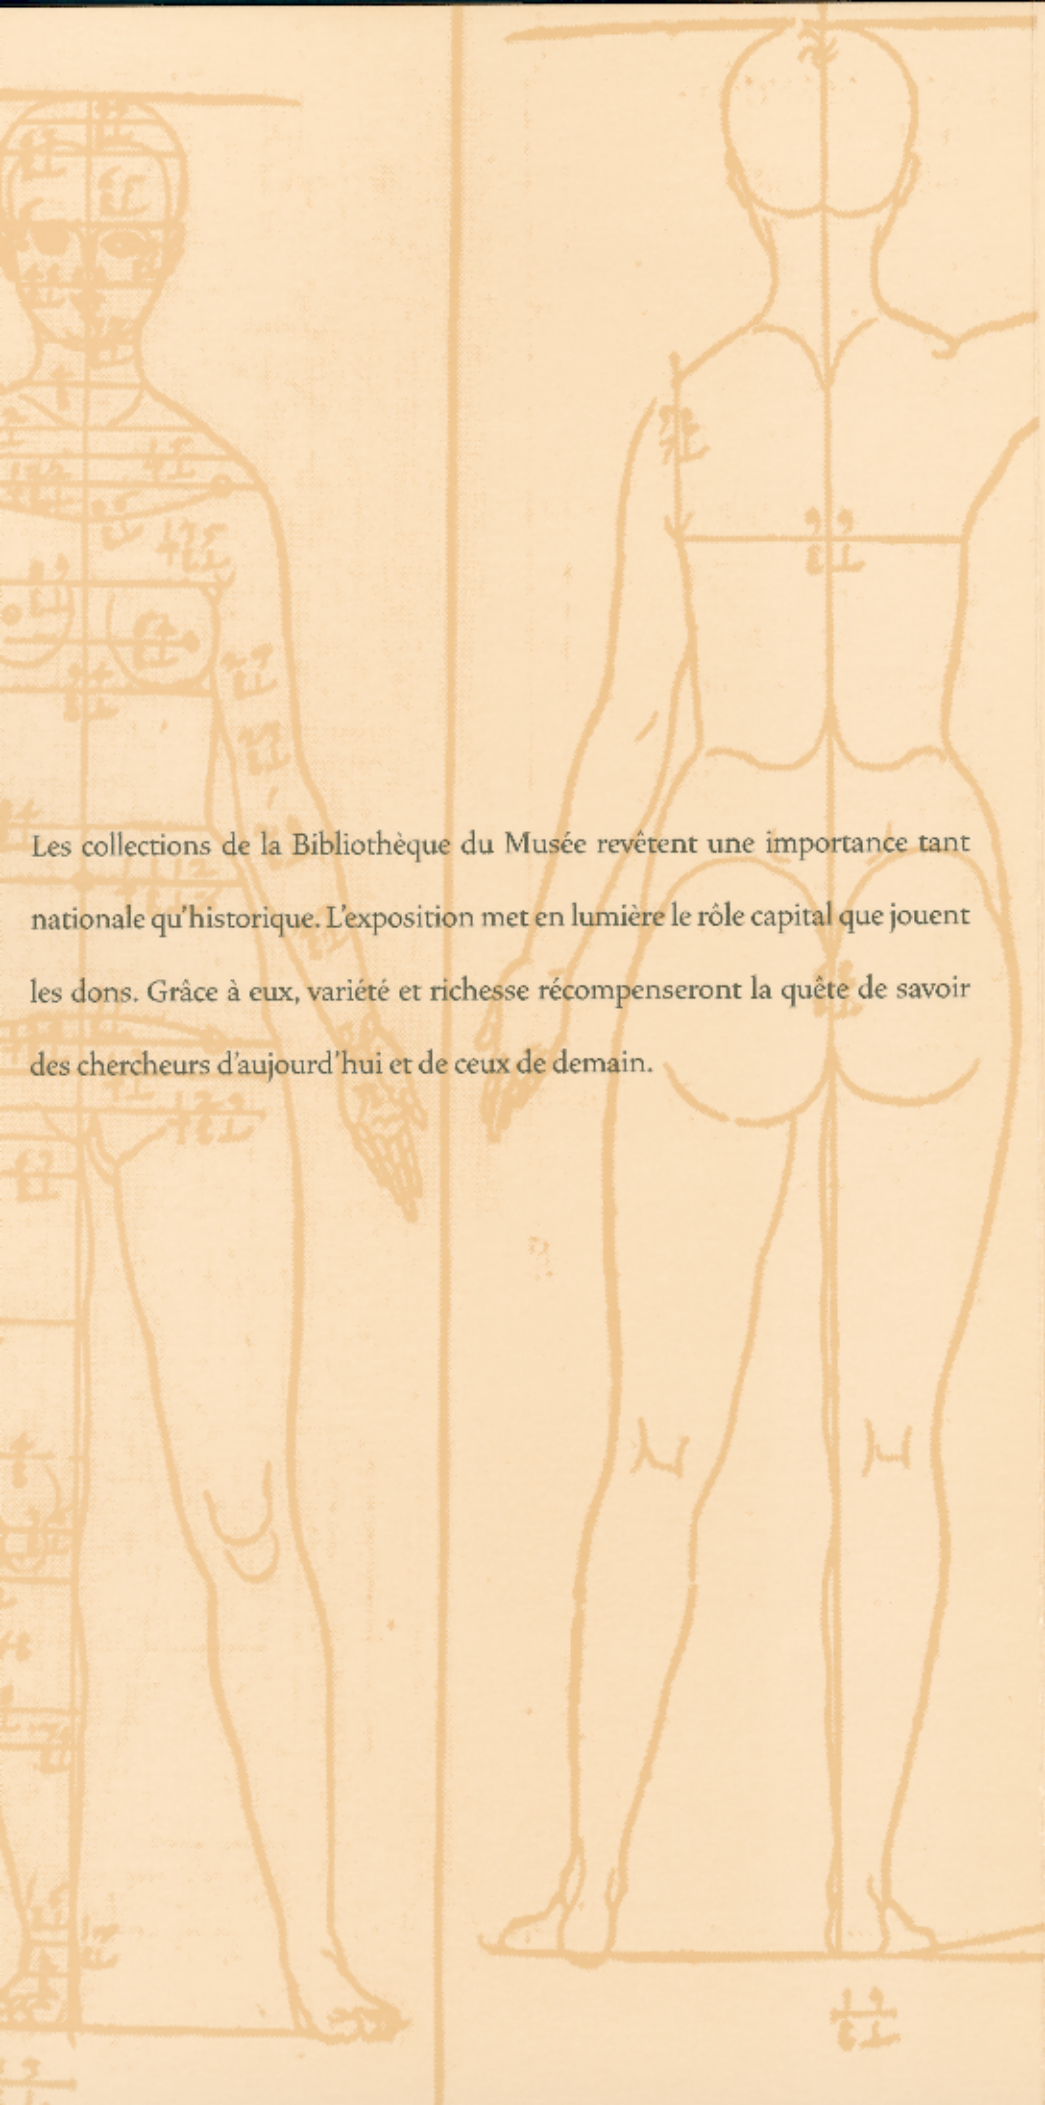 Les collections de la Bibliothèque du Musée revêtent une importance tant
nationale qu'historique. L'exposition met en lumière le rôle capital que jouent
les dons. Grâce à eux, variété et richesse récompenseront la quête de savoir
des chercheurs d'aujourd'hui et de ceux de demain.